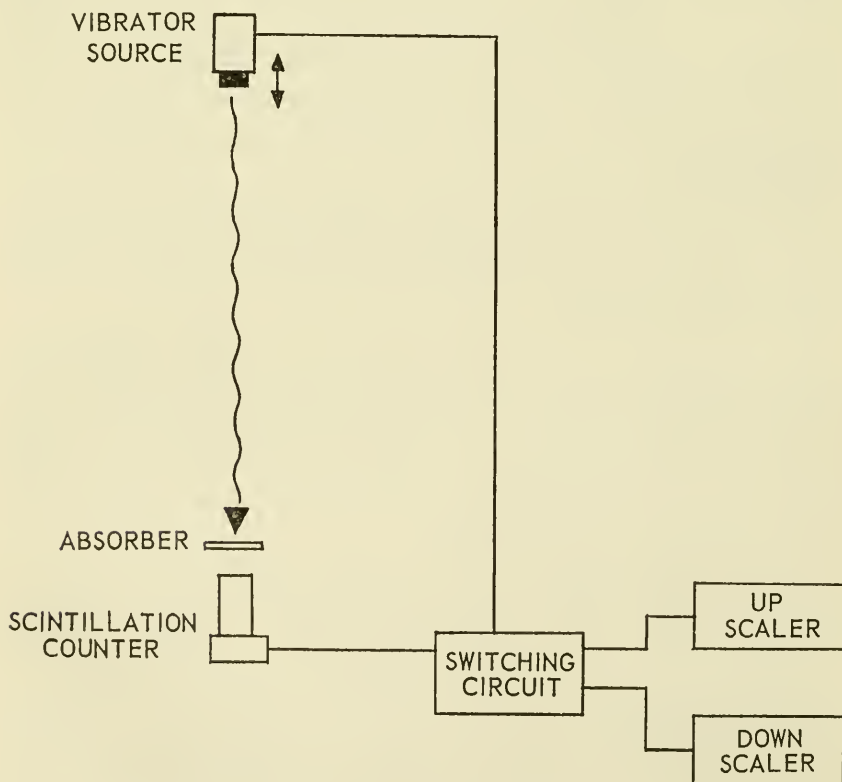 VIBRATOR
SOURCE
ABSORBER
SCINTILLATION
COUNTER
SWITCHING
CIRCUIT
UP
SCALER
DOWN
SCALER